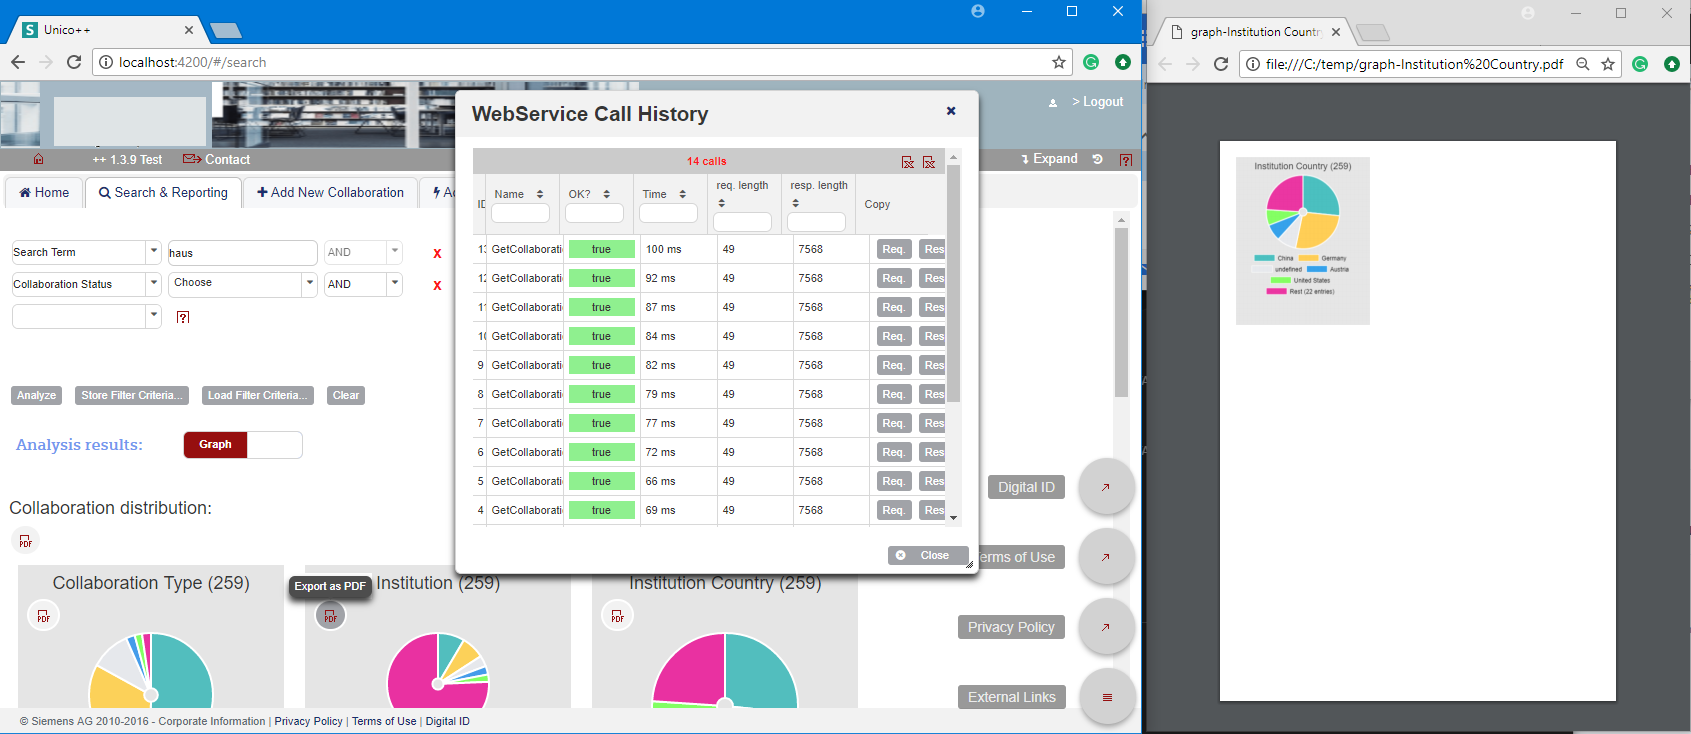 Unico++
localhost:4200/#/search
> Logout
++ 1.3.9 Test
Contact
Expand
Home
Search & Reporting
Add New Collaboration
Search Term
haus
AND
x
Collaboration Status
Choose
AND
x
?
Analyze
Store Filter Criteria...
Load Filter Criteria...
Clear
Analysis results:
Graph
Collaboration distribution:
PDF
Collaboration Type (259)
PDF
Export as PDF
Institution (259)
PDF
Institution Country (259)
PDF
WebService Call History
14 calls
Name
OK?
Time
req. length
resp. length
Copy
GetCollaborati true 100 ms 49 7568 Req. Res
GetCollaborati true 92 ms 49 7568 Req. Res
GetCollaborati true 87 ms 49 7568 Req. Res
GetCollaborati true 84 ms 49 7568 Req. Res
9 GetCollaborati true 82 ms 49 7568 Req. Res
8 GetCollaborati true 79 ms 49 7568 Req. Res
7 GetCollaborati true 77 ms 49 7568 Req. Res
6 GetCollaborati true 72 ms 49 7568 Req. Res
5 GetCollaborati true 66 ms 49 7568 Req. Res
4 GetCollaborati true 69 ms 49 7568 Req. Res
Close
Digital ID
erms of Use
Privacy Policy
External Links
© Siemens AG 2010-2016 - Corporate Information | Privacy Policy | Terms of Use | Digital ID
graph-Institution Countr
file:///C:/temp/graph-Institution%20Country.pdf
Institution Country (259)
China
Germany
undefined
Austria
United States
Rest (22 entries)